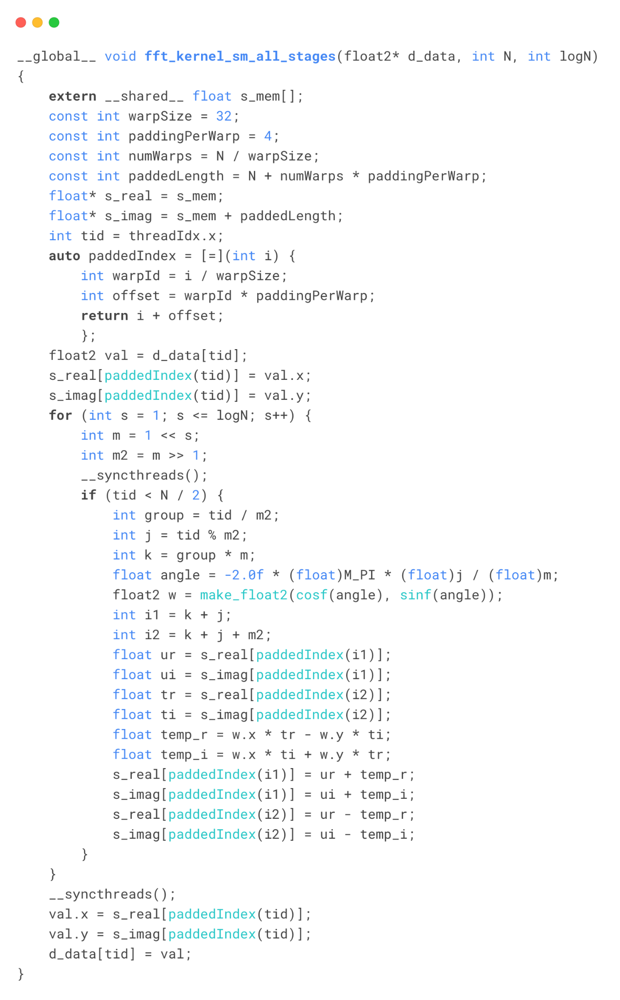 __global__ void fft_kernel_sm_all_stages(float2* d_data, int N, int logN)
{
    extern __shared__ float s_mem[];
    const int warpSize = 32;
    const int paddingPerWarp = 4;
    const int numWarps = N / warpSize;
    const int paddedLength = N + numWarps * paddingPerWarp;
    float* s_real = s_mem;
    float* s_imag = s_mem + paddedLength;
    int tid = threadIdx.x;
    auto paddedIndex = [=](int i) {
        int warpId = i / warpSize;
        int offset = warpId * paddingPerWarp;
        return i + offset;
        };
    float2 val = d_data[tid];
    s_real[paddedIndex(tid)] = val.x;
    s_imag[paddedIndex(tid)] = val.y;
    for (int s = 1; s <= logN; s++) {
        int m = 1 << s;
        int m2 = m >> 1;
        __syncthreads();
        if (tid < N / 2) {
            int group = tid / m2;
            int j = tid % m2;
            int k = group * m;
            float angle = -2.0f * (float)M_PI * (float)j / (float)m;
            float2 w = make_float2(cosf(angle), sinf(angle));
            int i1 = k + j;
            int i2 = k + j + m2;
            float ur = s_real[paddedIndex(i1)];
            float ui = s_imag[paddedIndex(i1)];
            float tr = s_real[paddedIndex(i2)];
            float ti = s_imag[paddedIndex(i2)];
            float temp_r = w.x * tr - w.y * ti;
            float temp_i = w.x * ti + w.y * tr;
            s_real[paddedIndex(i1)] = ur + temp_r;
            s_imag[paddedIndex(i1)] = ui + temp_i;
            s_real[paddedIndex(i2)] = ur - temp_r;
            s_imag[paddedIndex(i2)] = ui - temp_i;
        }
    }
    __syncthreads();
    val.x = s_real[paddedIndex(tid)];
    val.y = s_imag[paddedIndex(tid)];
    d_data[tid] = val;
}